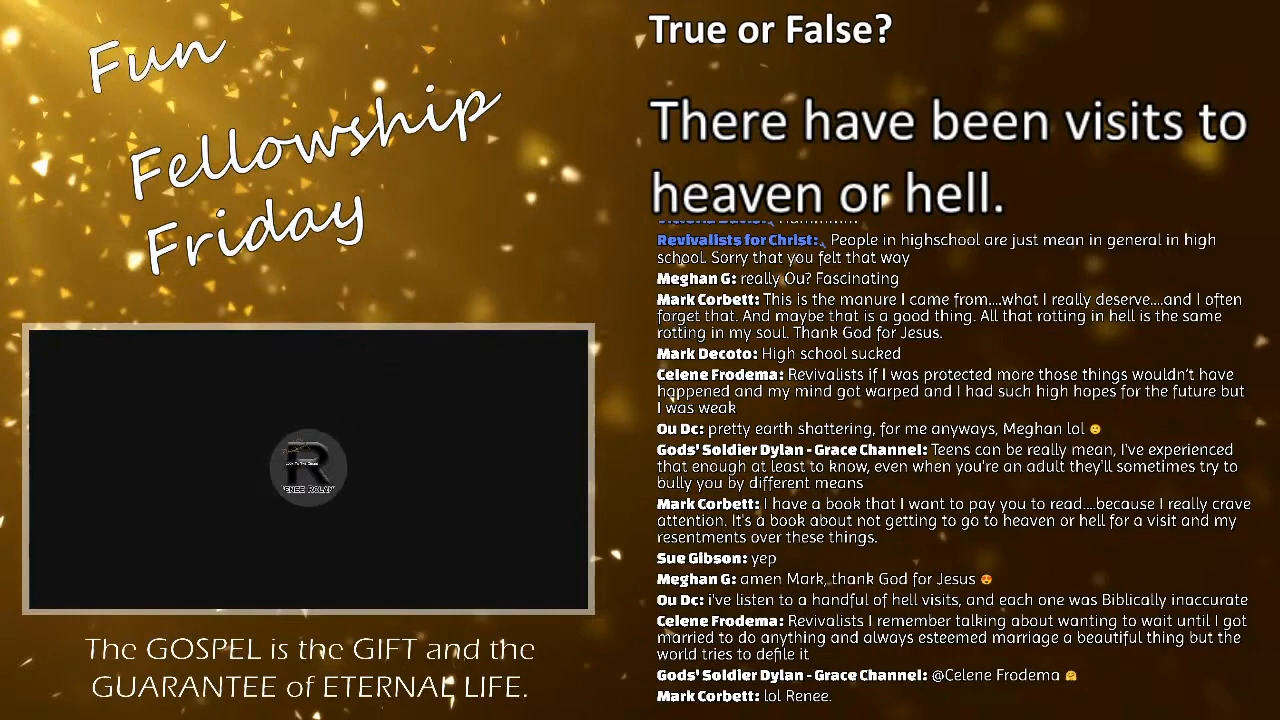 Fun
Fellowship
Friday
The GOSPEL is the GIFT and the
GUARANTEE of ETERNAL LIFE.
True or False?
There have been visits to
heaven or hell.
Revivalists for Christ: People in highschool are just mean in general in high
school. Sorry that you felt that way
Meghan G: really Ou? Fascinating
Mark Corbett: This is the manure I came from....what I really deserve....and I often
forget that. And maybe that is a good thing. All that rotting in hell is the same
rotting in my soul. Thank God for Jesus.
Mark Decoto: High school sucked
Celene Frodema: Revivalists if I was protected more those things wouldn't have
happened and my mind got warped and I had such high hopes for the future but
I was weak
Ou Dc: pretty earth shattering, for me anyways, Meghan lol 🙂
Gods' Soldier Dylan - Grace Channel: Teens can be really mean, I've experienced
that enough at least to know, even when you're an adult they'll sometimes try to
bully you by different means
Mark Corbett: I have a book that I want to pay you to read....because I really crave
attention. It's a book about not getting to go to heaven or hell for a visit and my
resentments over these things.
Sue Gibson: yep
Meghan G: amen Mark, thank God for Jesus 😍
Ou Dc: i've listen to a handful of hell visits, and each one was Biblically inaccurate
Celene Frodema: Revivalists I remember talking about wanting to wait until I got
married to do anything and always esteemed marriage a beautiful thing but the
world tries to defile it
Gods' Soldier Dylan - Grace Channel: @Celene Frodema 🤗
Mark Corbett: lol Renee.